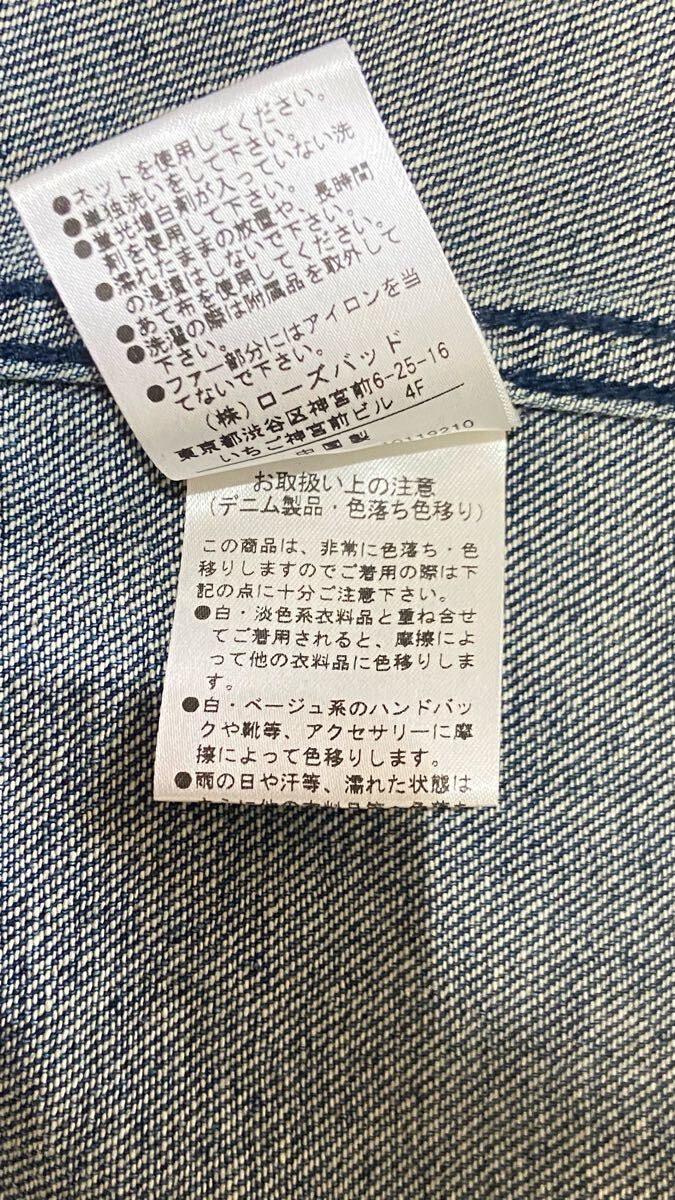 ●ネットを使用してください。
●単独洗いをして下さい。
●蛍光増白剤が入っていない洗
剤を使用して下さい。
●濡れたままの放置や、長時間
の浸漬はしないで下さい。
●あて布を使用してください。
●洗濯の際は附属品を取外して
下さい。
●ファー部分にはアイロンを当
てないで下さい。
(株)ローズバッド
東京都渋谷区神宮前6-25-16
いちご神宮前ビル 4F
中国製
お取扱い上の注意
(デニム製品・色落ち色移り)
この商品は、非常に色落ち・色
移りしますのでご着用の際は下
記の点に十分ご注意下さい。
●白・淡色系衣料品と重ね合せ
てご着用されると、摩擦によ
って他の衣料品に色移りしま
す。
●白・ベージュ系のハンドバッ
クや靴等、アクセサリーに摩
擦によって色移りします。
●雨の日や汗等、濡れた状態は